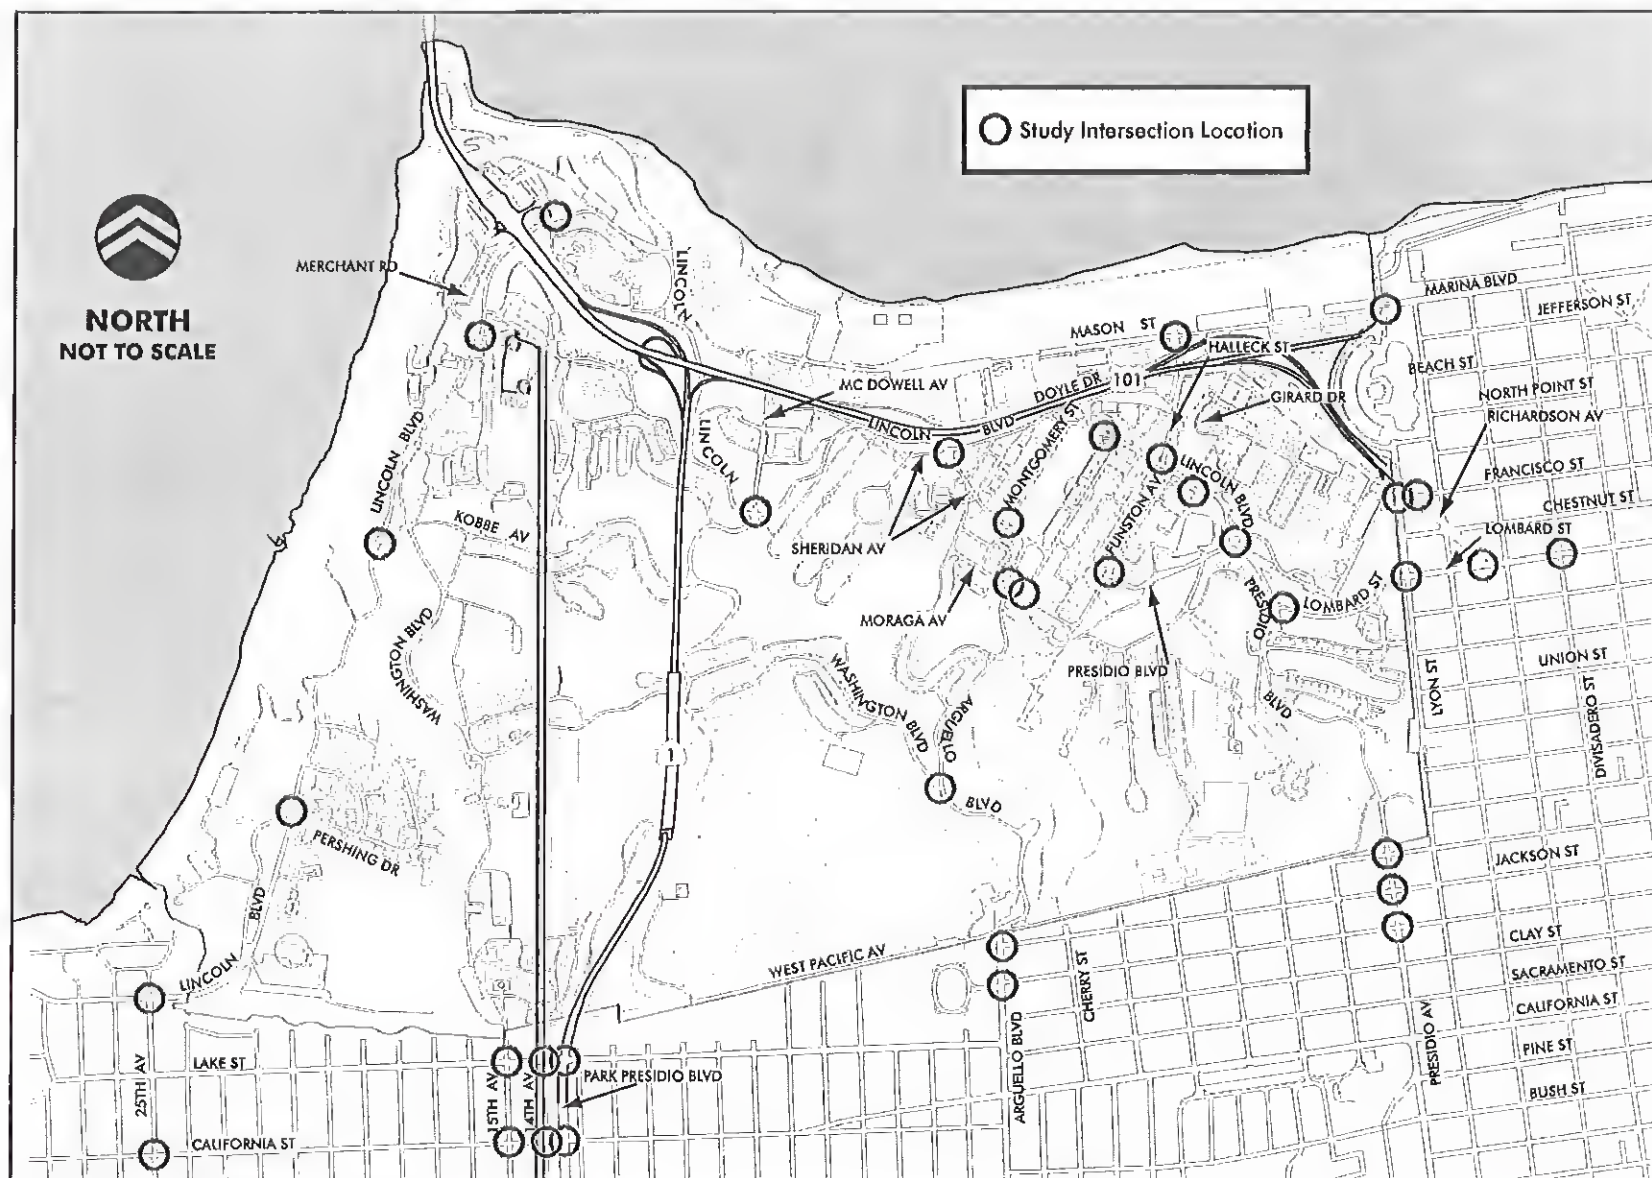 Study Intersection Location
NORTH
NOT TO SCALE
MERCHANT RD
LINCOLN
MARINA BLVD
JEFFERSON ST
MASON ST
HALLECK ST
BEACH ST
MC DOWELL AV
DOYLE DR
101
GIRARD DR
NORTH POINT ST
RICHARDSON AV
LINCOLN BLVD
LINCOLN BLVD
MONTGOMERY ST
LINCOLN
LINCOLN BLVD
FRANCISCO ST
CHESTNUT ST
FUNSTON AV
KOBBE AV
SHERIDAN AV
LOMBARD ST
LOMBARD ST
MORAGA AV
PRESIDIO
WASHINGTON BLVD
WASHINGTON BLVD
PRESIDIO BLVD
UNION ST
LYON ST
BLVD
DIVISADERO ST
ARGUELLO
1
BLVD
PERSHING DR
JACKSON ST
BLVD
CLAY ST
WEST PACIFIC AV
LINCOLN
CHERRY ST
SACRAMENTO ST
CALIFORNIA ST
LAKE ST
25TH AV
15TH AV
14TH AV
PARK PRESIDIO BLVD
ARGUELLO BLVD
PRESIDIO AV
PINE ST
BUSH ST
CALIFORNIA ST